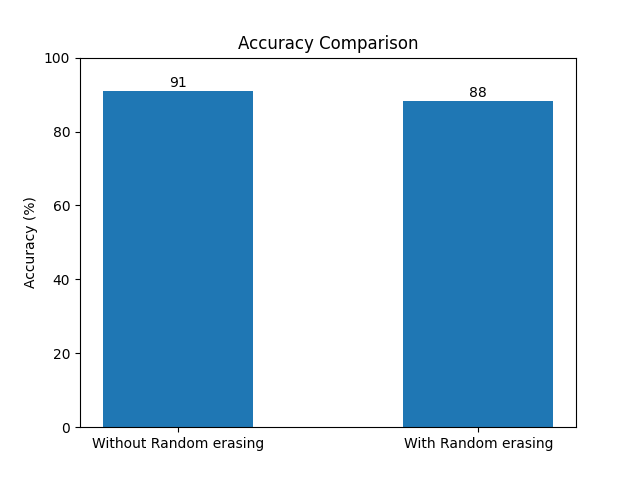 Accuracy Comparison
100
80
60
40
20
0
Accuracy (%)
91
88
Without Random erasing
With Random erasing